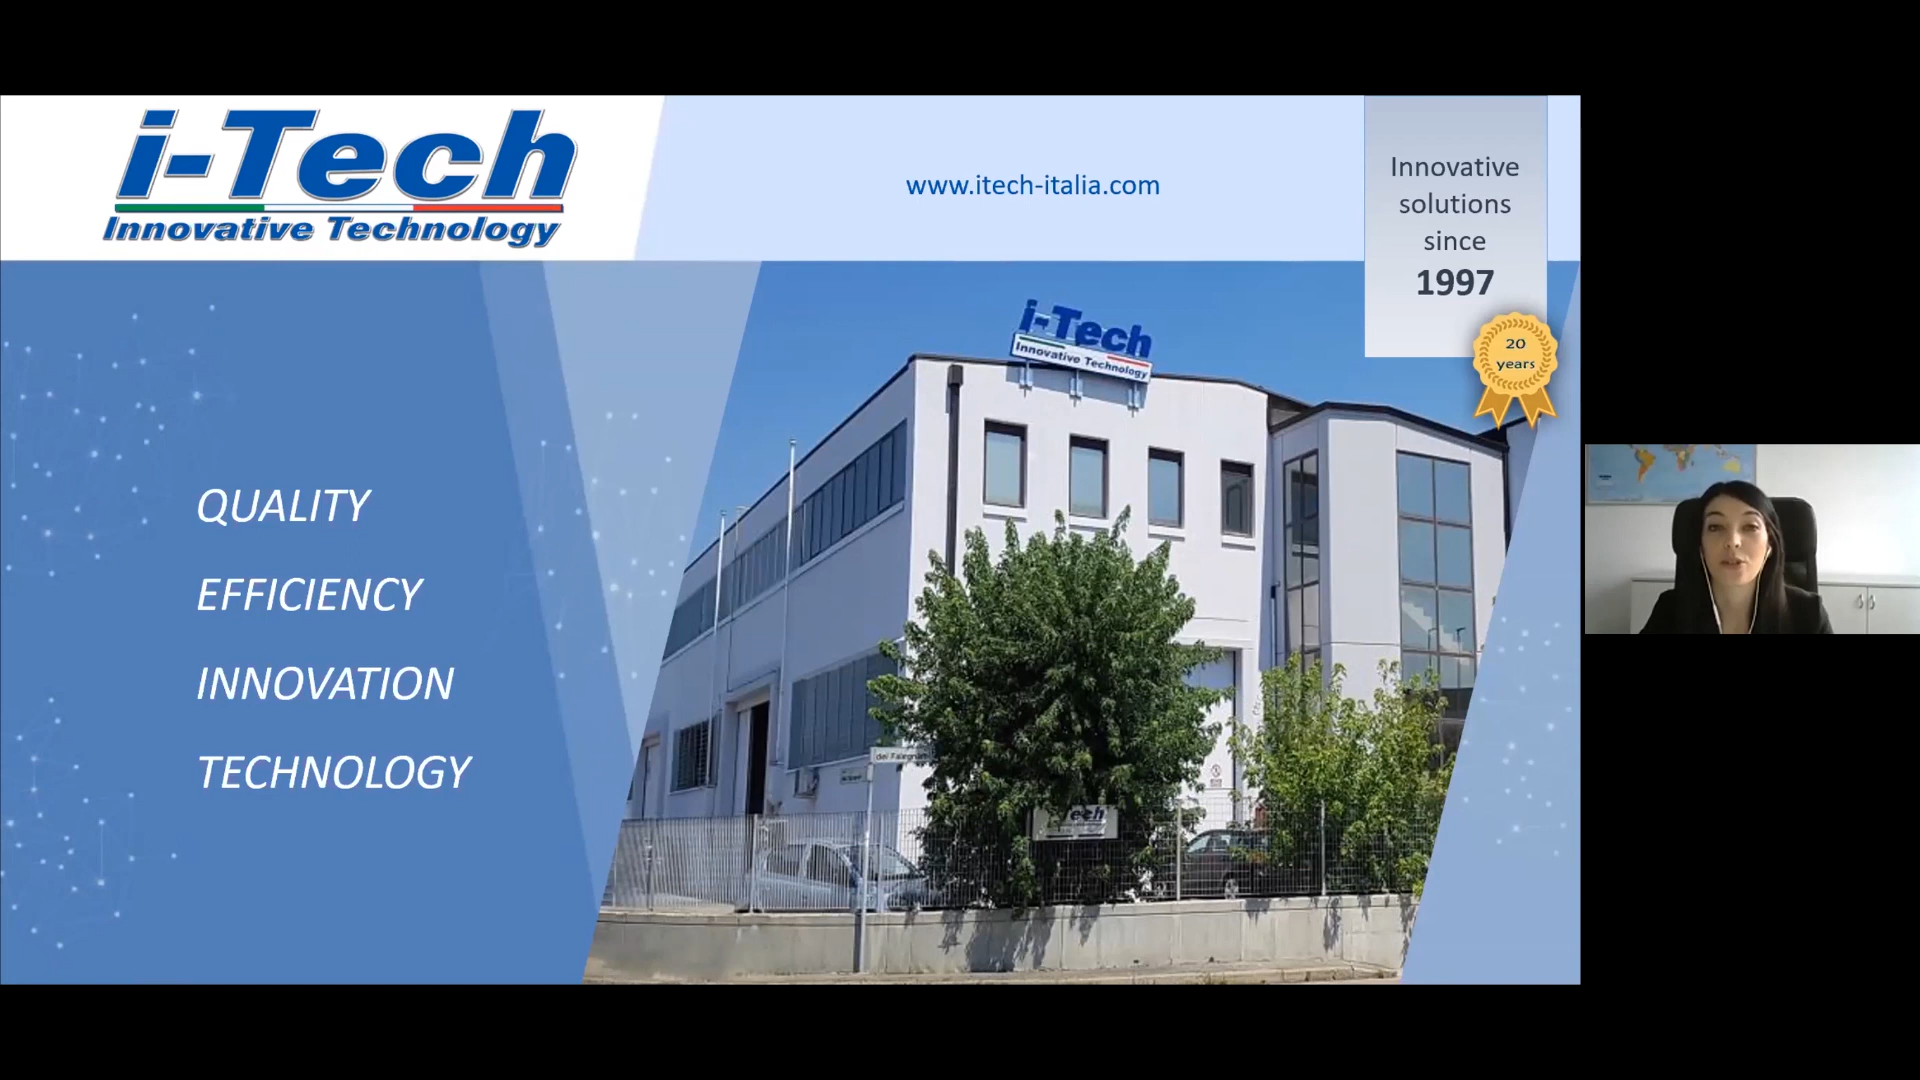 i-Tech
Innovative Technology
www.itech-italia.com
Innovative
solutions
since
1997
20
years
i-Tech
Innovative Technology
QUALITY
EFFICIENCY
INNOVATION
TECHNOLOGY
i-Tech